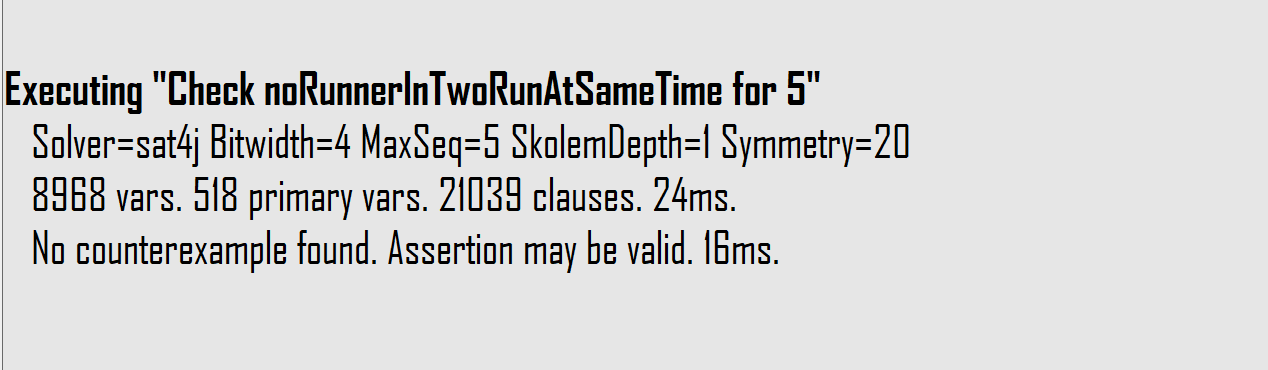 Executing "Check noRunnerInTwoRunAtSameTime for 5"
Solver=sat4j Bitwidth=4 MaxSeq=5 SkolemDepth=1 Symmetry=20
8968 vars. 518 primary vars. 21039 clauses. 24ms.
No counterexample found. Assertion may be valid. 16ms.